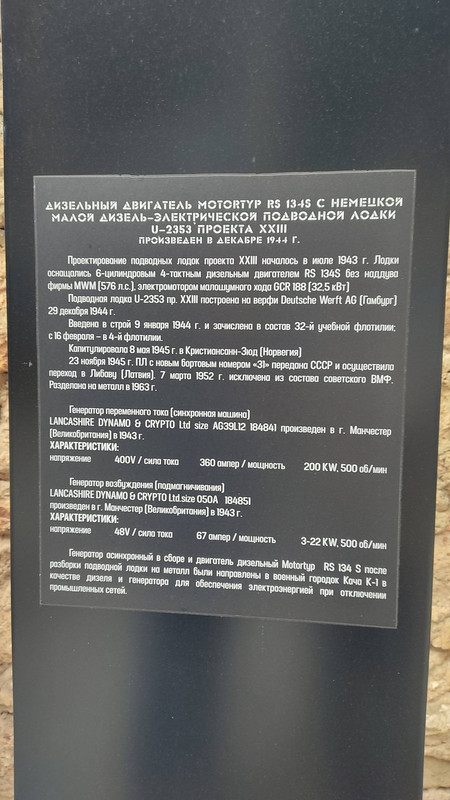 ДИЗЕЛЬНЫЙ ДВИГАТЕЛЬ MOTORTYP RS 134S С НЕМЕЦКОЙ
МАЛОЙ ДИЗЕЛЬ-ЭЛЕКТРИЧЕСКОЙ ПОДВОДНОЙ ЛОДКИ
U-2353 ПРОЕКТА XXIII
ПРОИЗВЕДЕН В ДЕКАБРЕ 1944 Г.
Проектирование подводных лодок проекта XXIII началось в июле 1943 г. Лодки
оснащались 6-цилиндровым 4-тактным дизельным двигателем RS 134S без наддува
фирмы MWM (576 л.с.), электромотором малошумного хода GCR 188 (32,5 кВт)
Подводная лодка U-2353 пр. XXIII построена на верфи Deutsche Werft AG (Гамбург)
29 декабря 1944 г.
Введена в строй 9 января 1944 г. и зачислена в состав 32-й учебной флотилии;
с 16 февраля – в 4-й флотилии.
Капитулировала 8 мая 1945 г. в Кристиансанн-Зюд (Норвегия)
23 ноября 1945 г. ПЛ с новым бортовым номером «31» передана СССР и осуществила
переход в Либаву (Латвия). 7 марта 1952 г. исключена из состава советского ВМФ.
Разделана на металл в 1963 г.
Генератор переменного тока (синхранная машина)
LANCASHIRE DYNAMO & CRYPTO Ltd size AG39L12 184841 произведен в г. Манчестер
(Великобритания) в 1943 г.
ХАРАКТЕРИСТИКИ:
напряжение 400V / сила тока 360 ампер / мощность 200 KW, 500 об/мин
Генератор возбуждения (подмагничивания)
LANCASHIRE DYNAMO & CRYPTO Ltd.size 050A 184851
произведен в г. Манчестер (Великобритания) в 1943 г.
ХАРАКТЕРИСТИКИ:
напряжение 48V / сила тока 67 ампер / мощность 3-22 KW, 500 об/мин
Генератор асинхронный в сборе и двигатель дизельный Motortyp RS 134 S после
разборки подводной лодки на металл были направлены в военный городок Кача К-1 в
качестве дизеля и генератора для обеспечения электроэнергией при отключении
промышленных сетей.